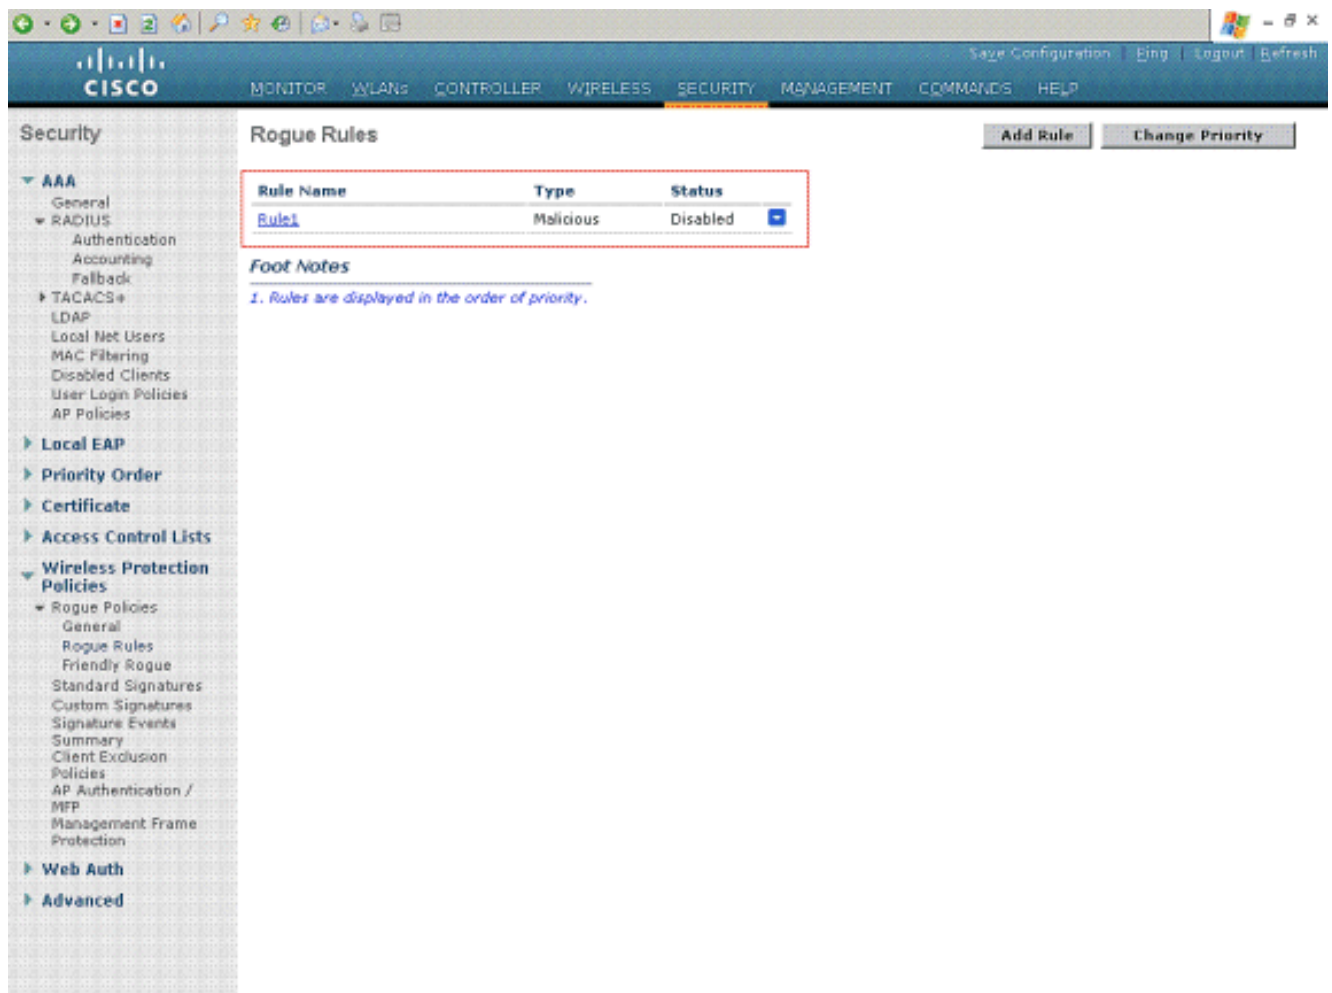 Save Configuration | Ping | Logout | Refresh
CISCO
MONITOR WLANs CONTROLLER WIRELESS SECURITY MANAGEMENT COMMANDS HELP
Security
AAA
General
RADIUS
Authentication
Accounting
Fallback
TACACS+
LDAP
Local Net Users
MAC Filtering
Disabled Clients
User Login Policies
AP Policies
Local EAP
Priority Order
Certificate
Access Control Lists
Wireless Protection
Policies
Rogue Policies
General
Rogue Rules
Friendly Rogue
Standard Signatures
Custom Signatures
Signature Events
Summary
Client Exclusion
Policies
AP Authentication /
MFP
Management Frame
Protection
Web Auth
Advanced
Rogue Rules
Add Rule Change Priority
Rule Name Type Status
Rule1 Malicious Disabled
Foot Notes
1. Rules are displayed in the order of priority.